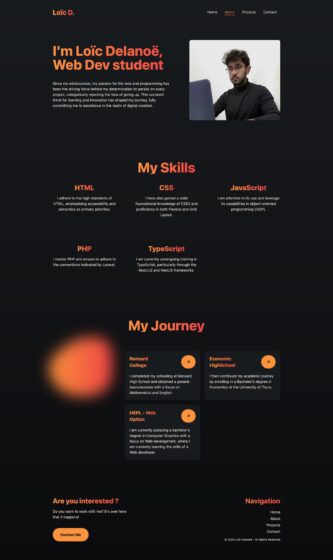 Loïc D.
Home
About
Projects
Contact
I'm Loïc Delanoë,
Web Dev student
Since my adolescence, my passion for the web and programming has
been the driving force behind my determination to persist on every
project, categorically rejecting the idea of giving up. This constant
thirst for learning and innovation has shaped my journey, fully
committing me to excellence in the realm of digital creation.
My Skills
HTML
I adhere to the high standards of
HTML, emphasizing accessibility and
semantics as primary priorities.
CSS
I have also gained a solid
foundational knowledge of CSS3 and
proficiency in both Flexbox and Grid
Layout.
JavaScript
I am attentive to its use and leverage
its capabilities in object-oriented
programming (OOP).
PHP
I master PHP and ensure to adhere to
the conventions indicated by Laravel.
TypeScript
I am currently undergoing training in
TypeScript, particularly through the
NextJS and NestJS frameworks.
My Journey
Ronsard
College
I completed my schooling at Ronsard
High School and obtained a general
baccalaureate with a focus on
Mathematics and English.
Economic
HighSchool
I then continued my academic journey
by enrolling in a Bachelor's degree in
Economics at the University of Tours.
HEPL - Web
Option
I am currently pursuing a bachelor's
degree in Computer Graphics with a
focus on Web development, where I
am currently learning the skills of a
Web developer.
Are you interested ?
Do you want to work with me? It's over here
that it happens!
Contact Me
Navigation
Home
About
Projects
Contact
© 2024 Loïc Delanoë - All Rights Reserved